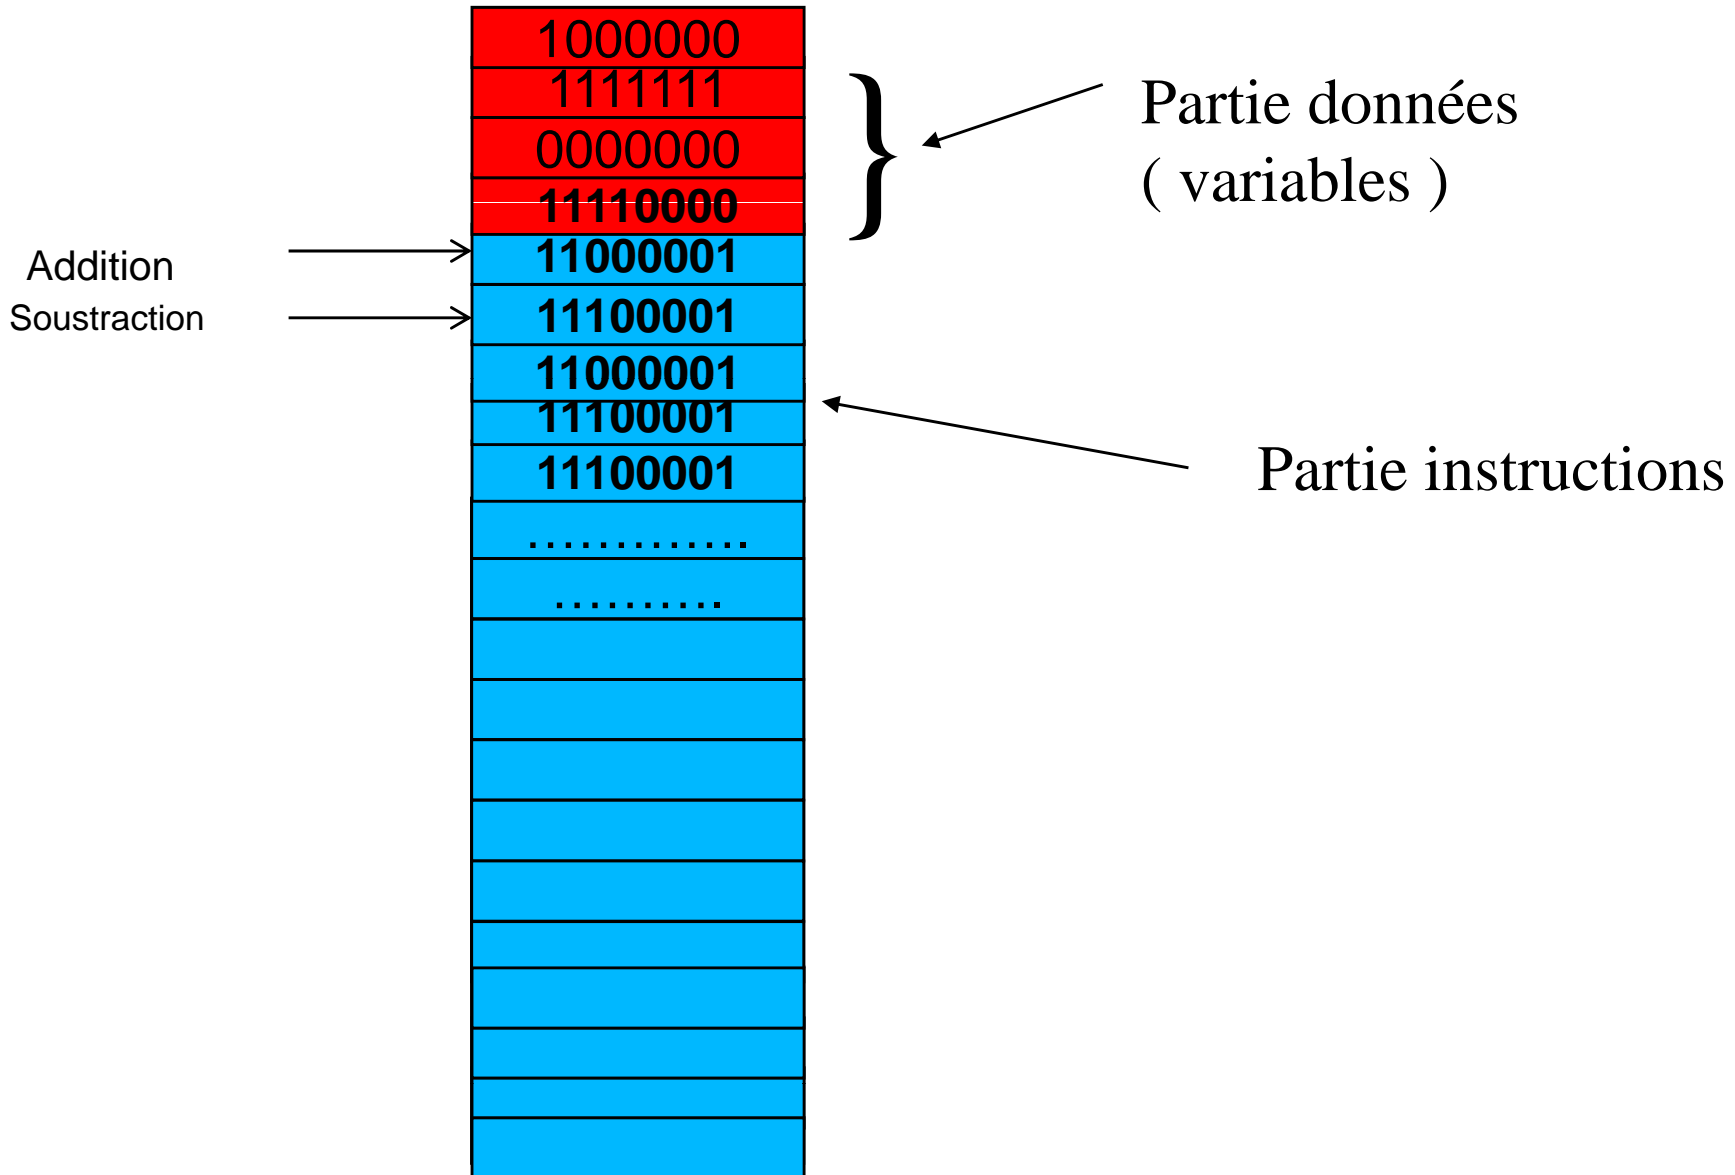 1000000
1111111
0000000
11110000
11000001
11100001
11000001
11100001
11100001
.............
..........
Addition
Soustraction
Partie données
( variables )
Partie instructions
}